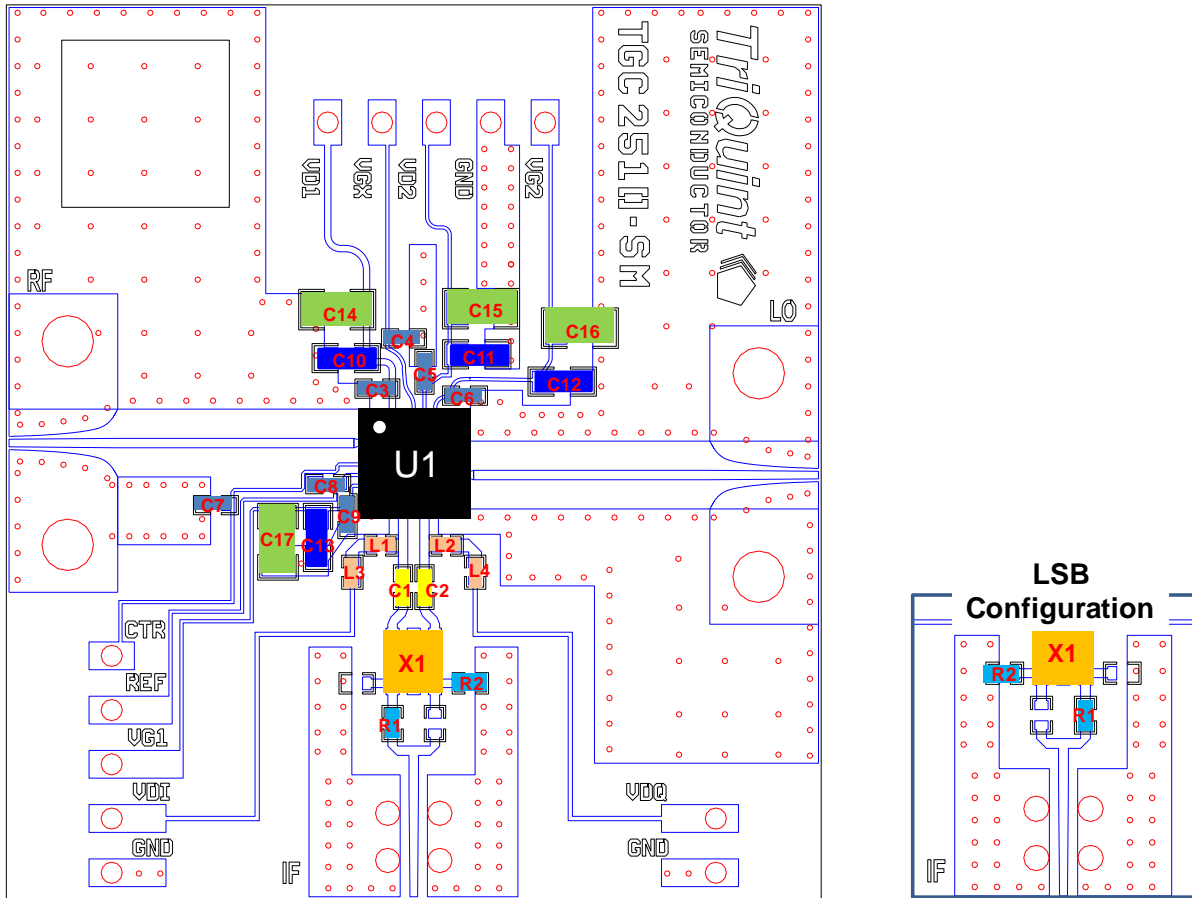 TriQuint
SEMICONDUCTOR
TGC2510-SM
VD1
VGX
VD2
GND
VG2
RF
LO
C14
C15
C16
C4
C10
C11
C5
C12
C3
C6
U1
C8
C7
C9
C17
C13
L1
L2
L3
L4
C1
C2
CTR
X1
REF
R2
R1
VG1
VDI
VDQ
GND
GND
IF
LSB
Configuration
X1
R2
R1
IF